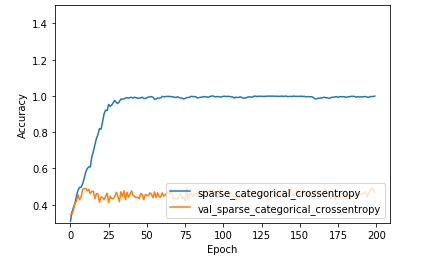 1.4
1.2
1.0
0.8
0.6
0.4
Accuracy
sparse_categorical_crossentropy
val_sparse_categorical_crossentropy
0 25 50 75 100 125 150 175 200
Epoch